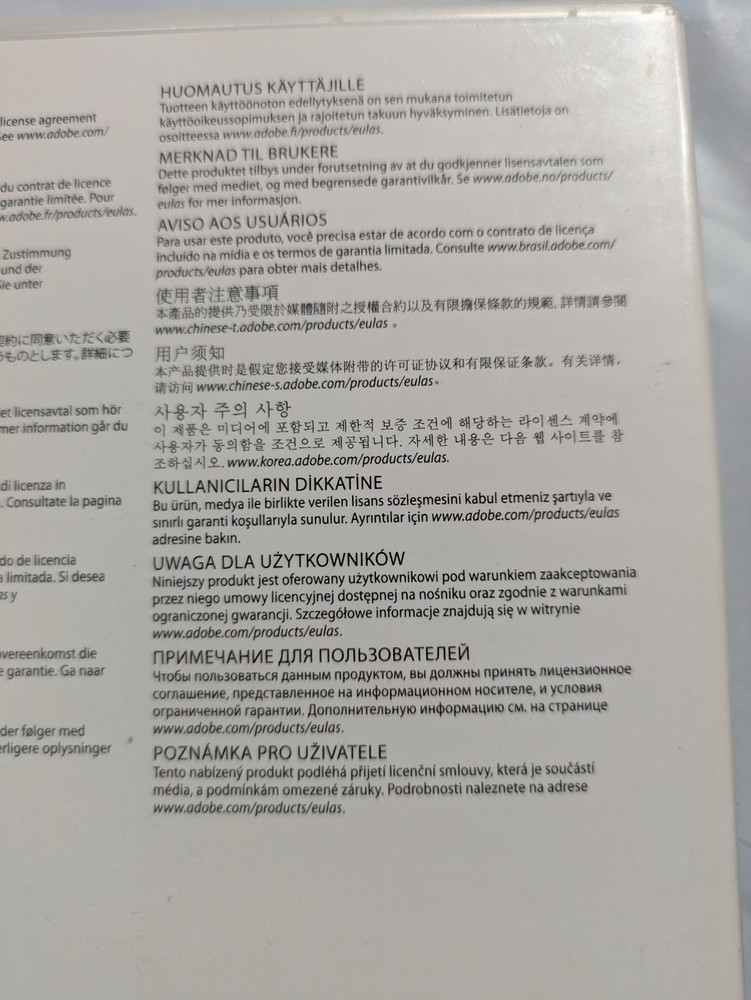 license agreement
See www.adobe.com/
du contrat de licence
garantie limitée. Pour
w.adobe.fr/products/eulas.
Zustimmung
und der
Sie unter
契約に同意いただく必要
うものとします。詳細につ
et licensavtal som hör
mer information går du
di licenza in
. Consultate la pagina
do de licencia
a limitada. Si desea
as y
overeenkomst die
e garantie. Ga naar
der følger med
erligere oplysninger
HUOMAUTUS KÄYTTÄJILLE
Tuotteen käyttöönoton edellytyksenä on sen mukana toimitetun
käyttöoikeussopimuksen ja rajoitetun takuun hyväksyminen. Lisätietoja on
osoitteessa www.adobe.fi/products/eulas.
MERKNAD TIL BRUKERE
Dette produktet tilbys under forutsetning av at du godkjenner lisensavtalen som
følger med mediet, og med begrensede garantivilkår. Se www.adobe.no/products/
eulas for mer informasjon.
AVISO AOS USUÁRIOS
Para usar este produto, você precisa estar de acordo com o contrato de licença
incluído na mídia e os termos de garantia limitada. Consulte www.brasil.adobe.com/
products/eulas para obter mais detalhes.
使用者注意事項
本產品的提供乃受限於媒體隨附之授權合約以及有限擔保條款的規範。詳情請參閱
www.chinese-t.adobe.com/products/eulas 。
用户须知
本产品提供时是假定您接受媒体附带的许可证协议和有限保证条款。有关详情，
请访问 www.chinese-s.adobe.com/products/eulas。
사용자 주의 사항
이 제품은 미디어에 포함되고 제한적 보증 조건에 해당하는 라이센스 계약에
사용자가 동의함을 조건으로 제공됩니다. 자세한 내용은 다음 웹 사이트를 참
조하십시오. www.korea.adobe.com/products/eulas.
KULLANICILARIN DİKKATİNE
Bu ürün, medya ile birlikte verilen lisans sözleşmesini kabul etmeniz şartıyla ve
sınırlı garanti koşullarıyla sunulur. Ayrıntılar için www.adobe.com/products/eulas
adresine bakın.
UWAGA DLA UŻYTKOWNIKÓW
Niniejszy produkt jest oferowany użytkownikowi pod warunkiem zaakceptowania
przez niego umowy licencyjnej dostępnej na nośniku oraz zgodnie z warunkami
ograniczonej gwarancji. Szczegółowe informacje znajdują się w witrynie
www.adobe.com/products/eulas.
ПРИМЕЧАНИЕ ДЛЯ ПОЛЬЗОВАТЕЛЕЙ
Чтобы пользоваться данным продуктом, вы должны принять лицензионное
соглашение, представленное на информационном носителе, и условия
ограниченной гарантии. Дополнительную информацию см. на странице
www.adobe.com/products/eulas.
POZNÁMKA PRO UŽIVATELE
Tento nabízený produkt podléhá přijetí licenční smlouvy, která je součástí
média, a podmínkám omezené záruky. Podrobnosti naleznete na adrese
www.adobe.com/products/eulas.